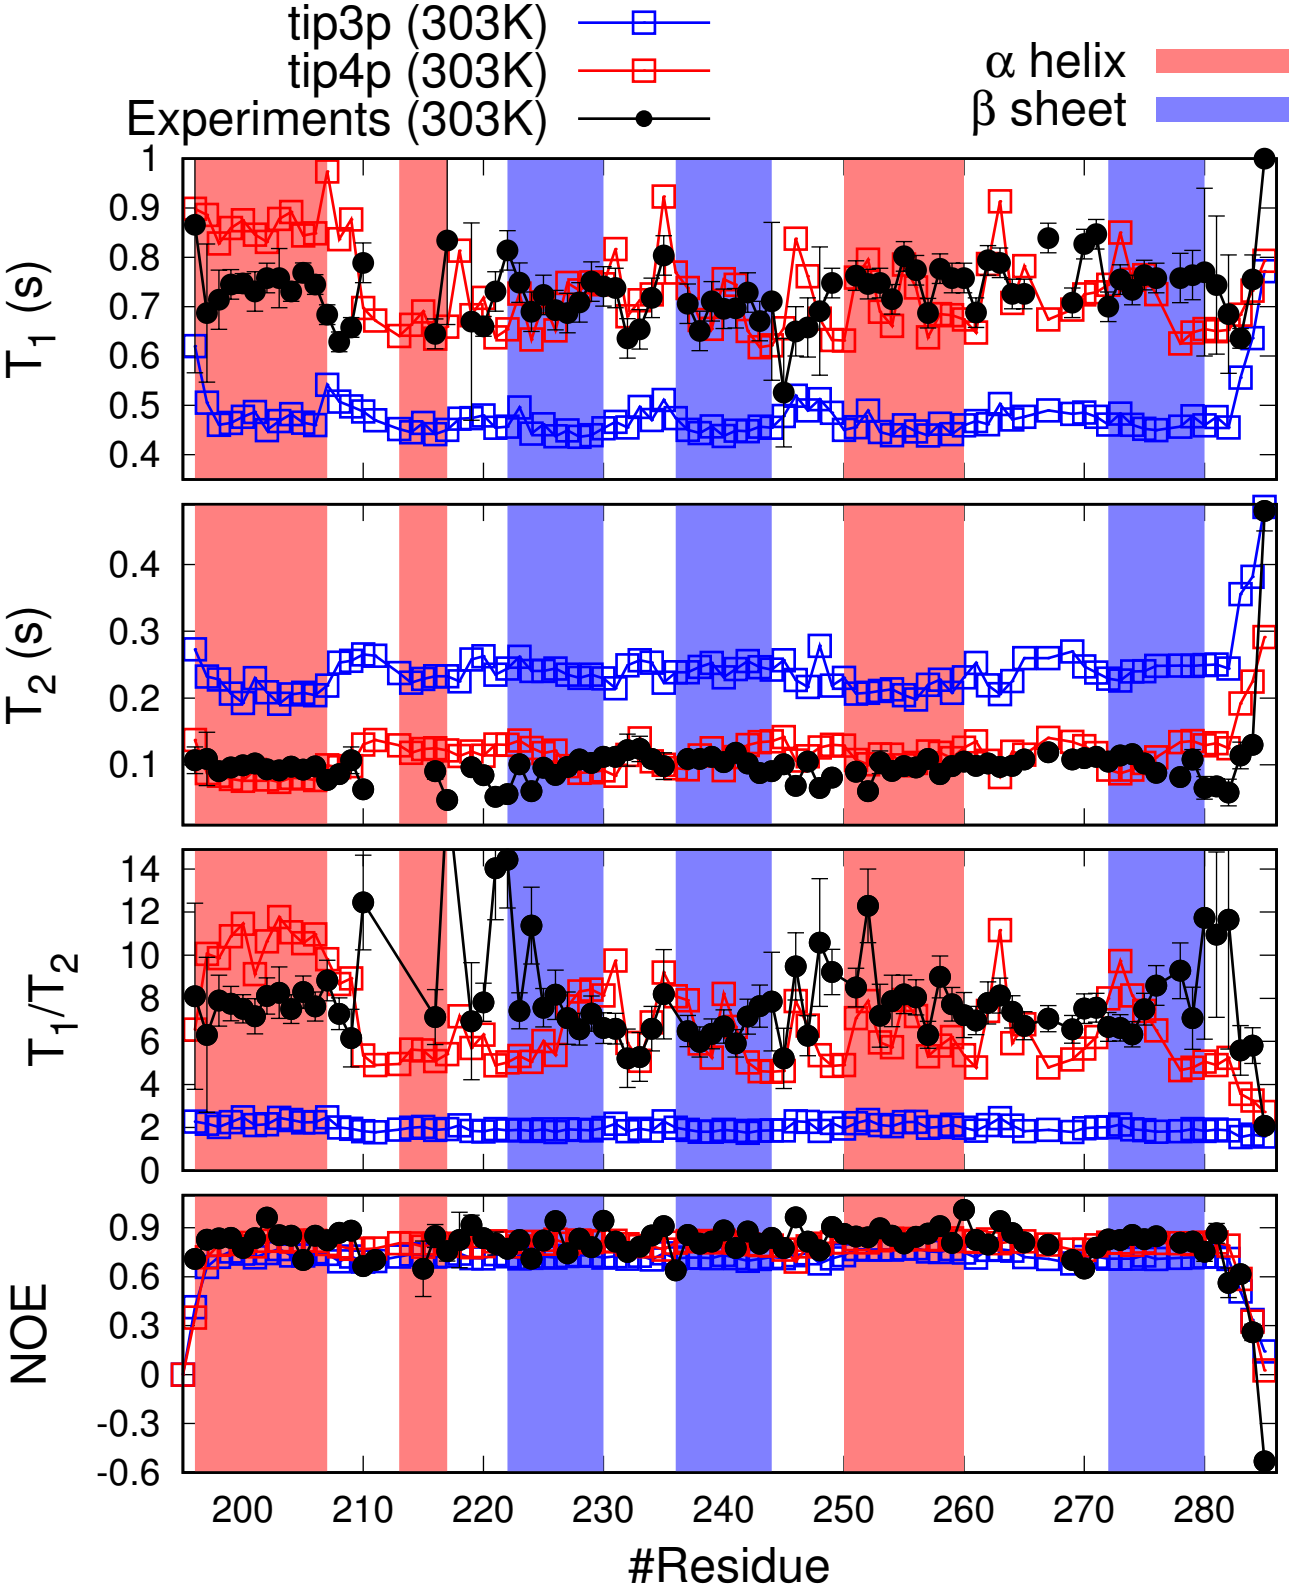 tip3p (303K)
tip4p (303K)
Experiments (303K)
α helix
β sheet
T1 (s)
1
0.9
0.8
0.7
0.6
0.5
0.4
T2 (s)
0.4
0.3
0.2
0.1
T1/T2
14
12
10
8
6
4
2
0
NOE
0.9
0.6
0.3
0
-0.3
-0.6
200 210 220 230 240 250 260 270 280
#Residue